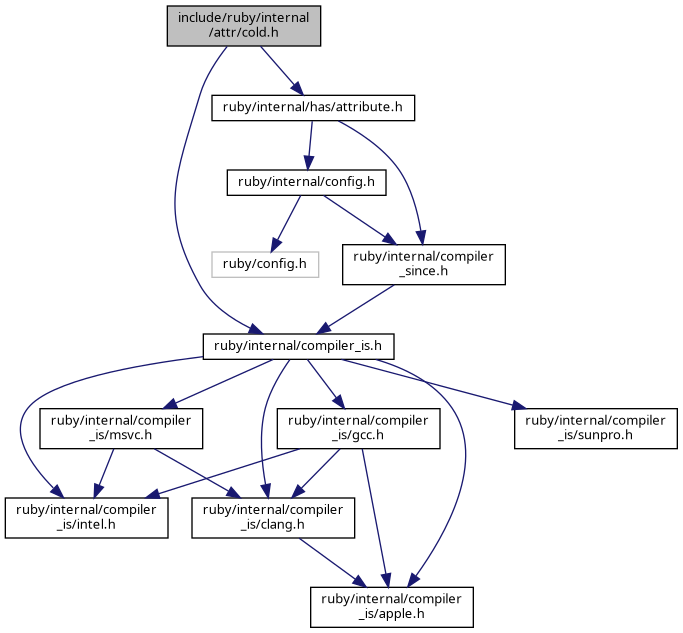 include/ruby/internal
/attr/cold.h
ruby/internal/has/attribute.h
ruby/internal/config.h
ruby/config.h
ruby/internal/compiler
_since.h
ruby/internal/compiler_is.h
ruby/internal/compiler
_is/msvc.h
ruby/internal/compiler
_is/gcc.h
ruby/internal/compiler
_is/sunpro.h
ruby/internal/compiler
_is/intel.h
ruby/internal/compiler
_is/clang.h
ruby/internal/compiler
_is/apple.h